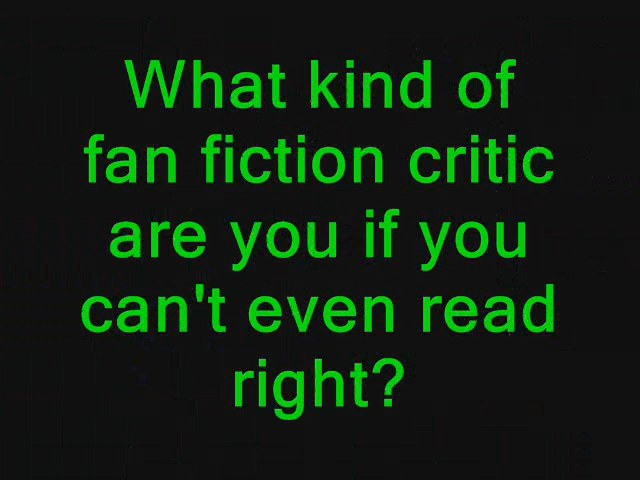 What kind of
fan fiction critic
are you if you
can't even read
right?